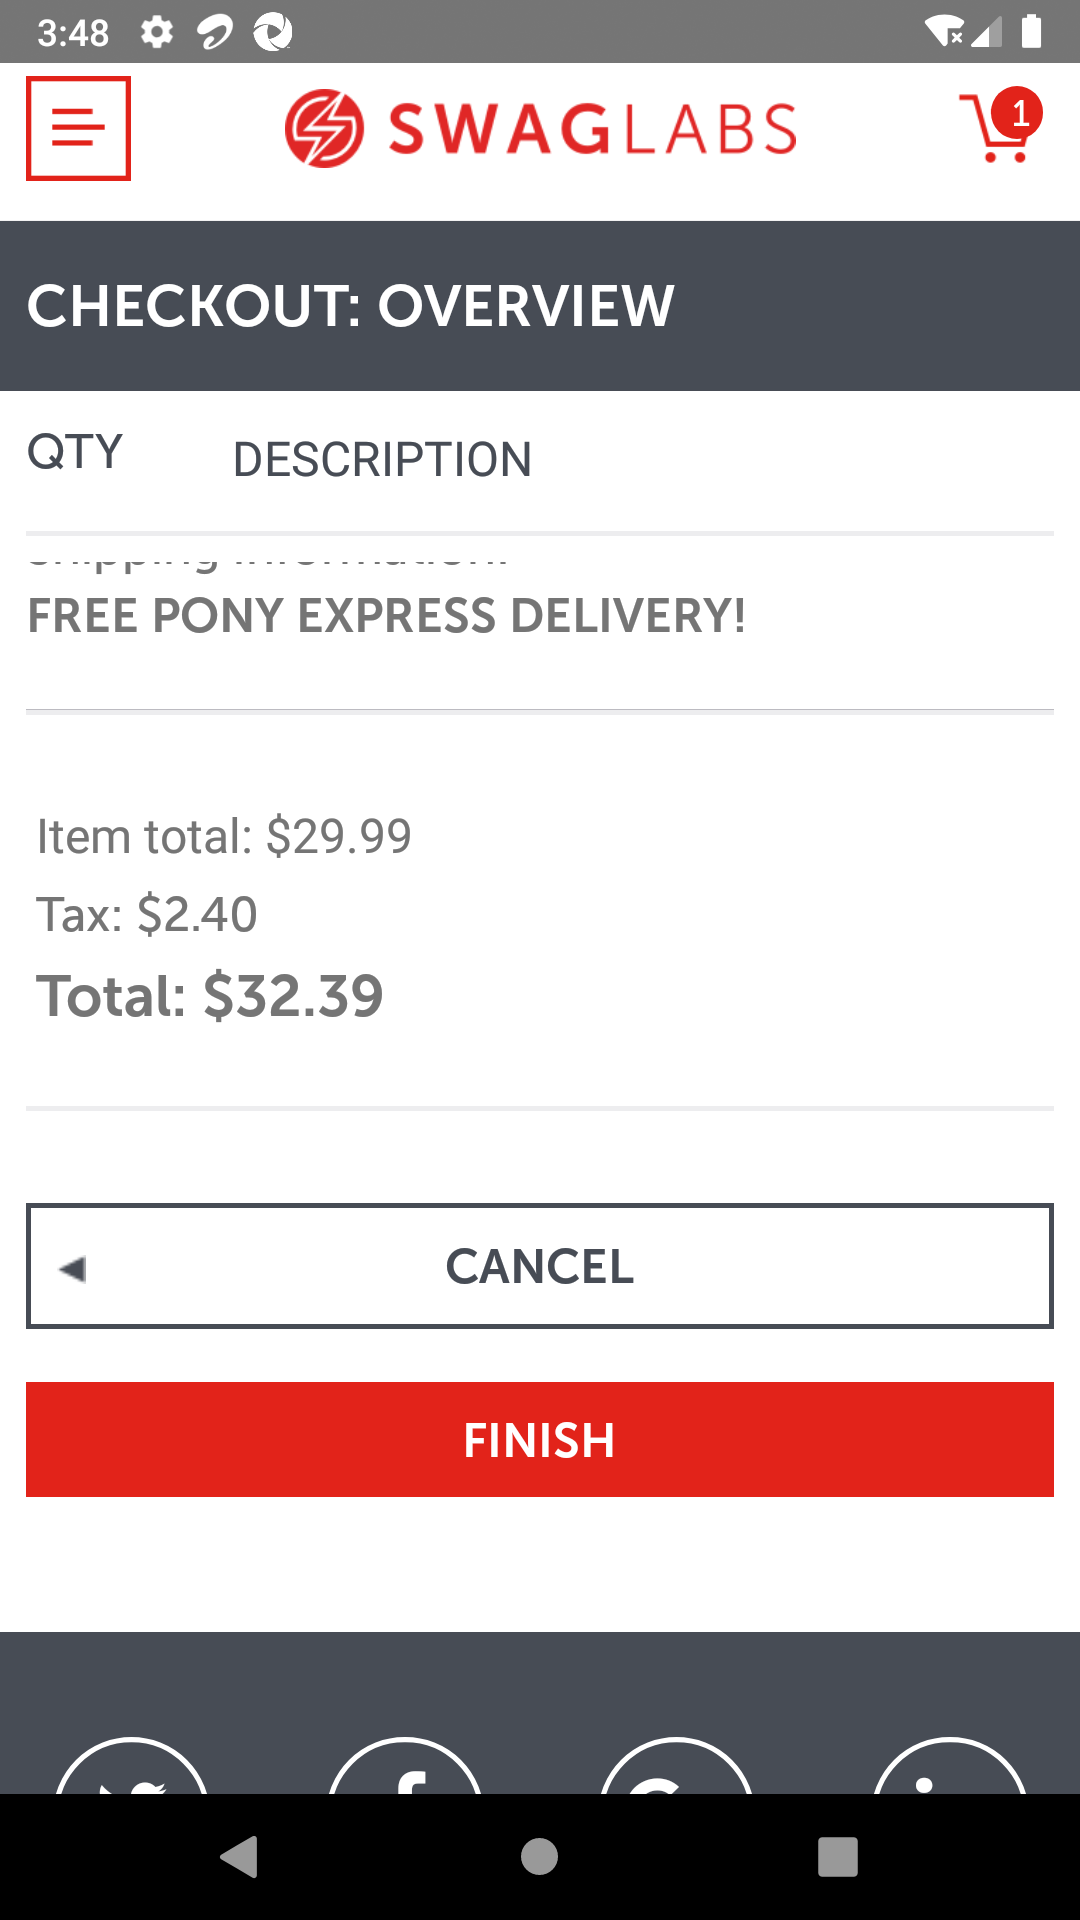 3:48
SWAGLABS
1
CHECKOUT: OVERVIEW
QTY
DESCRIPTION
FREE PONY EXPRESS DELIVERY!
Item total: $29.99
Tax: $2.40
Total: $32.39
CANCEL
FINISH